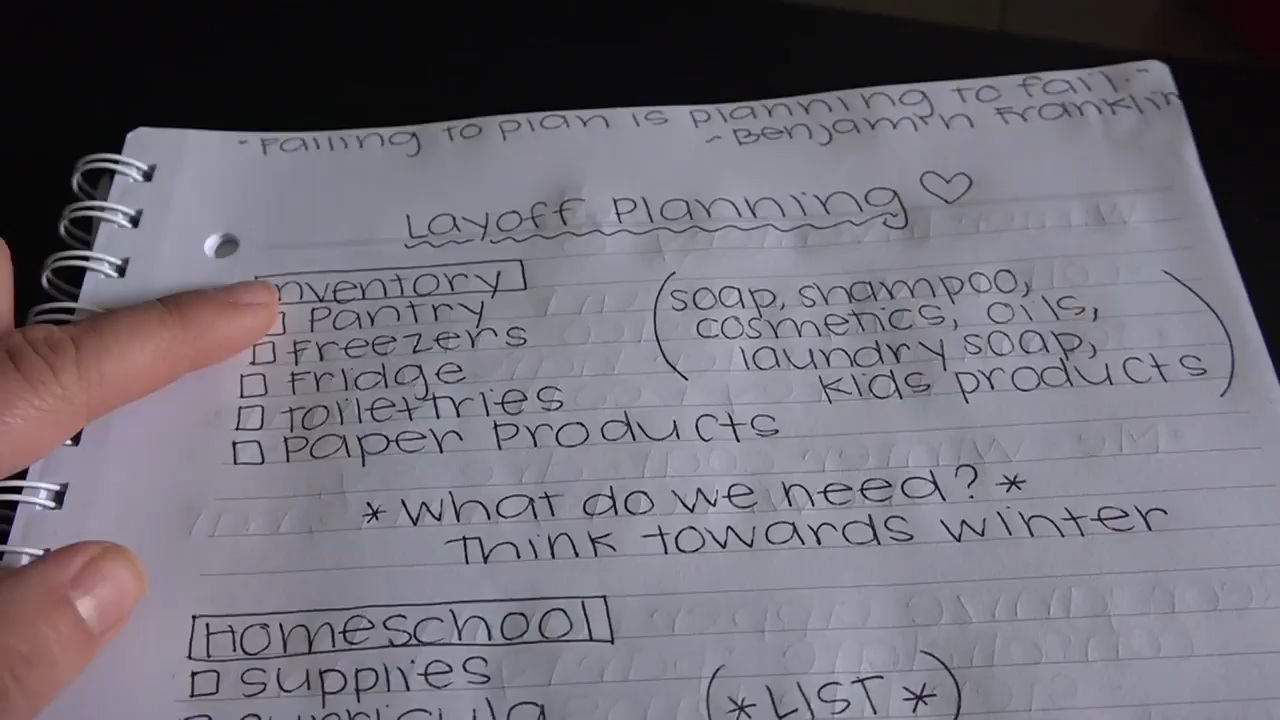 "Failing to plan is planning to fail."
~Benjamin Franklin
Layoff Planning ♡
Inventory
☐ Pantry
☐ Freezers
☐ Fridge
☐ Toiletries
☐ Paper Products
(soap, shampoo,
cosmetics, oils,
laundry soap,
kids products)
*What do we need?*
Think towards winter
Homeschool
☐ Supplies
(*LIST*)